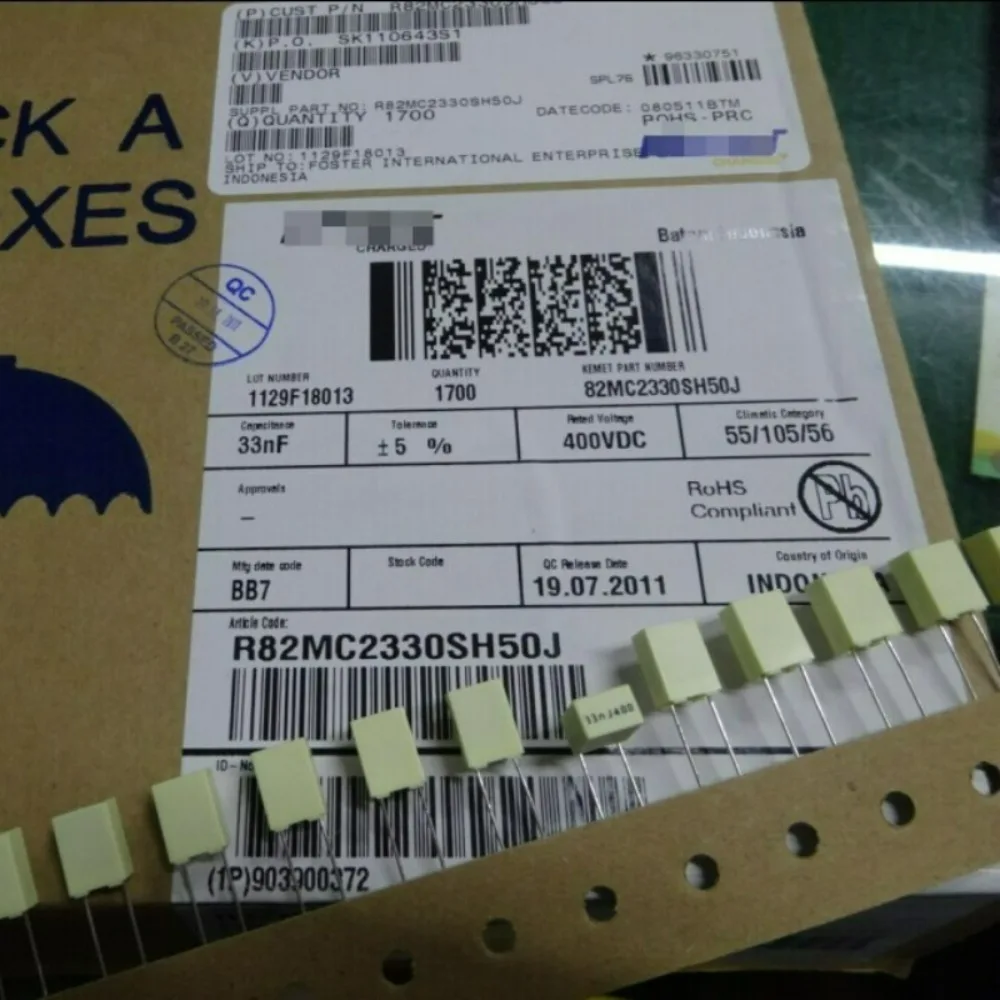 CK A
XES
(P)CUST P/N
(K)P.O. SK110643S1
(V)VENDOR
SUPPL PART NO: R82MC2330SH50J
(Q)QUANTITY 1700
LOT NO: 1129F18013
SHIP TO: FOSTER INTERNATIONAL ENTERPRISE
INDONESIA
* 96330751
SPL76
DATECODE: 080511BTM
ROHS-PRC
CHARGED
QC
PASSED
LOT NUMBER
1129F18013
QUANTITY
1700
KEMET PART NUMBER
82MC2330SH50J
Capacitance
33nF
Tolerance
±5 %
Rated Voltage
400VDC
Climatic Category
55/105/56
Approvals
–
RoHS
Compliant
Pb
Mfg date code
BB7
Stock Code
QC Release Date
19.07.2011
Country of Origin
Article Code:
R82MC2330SH50J
(1P)903900372
33nJ400